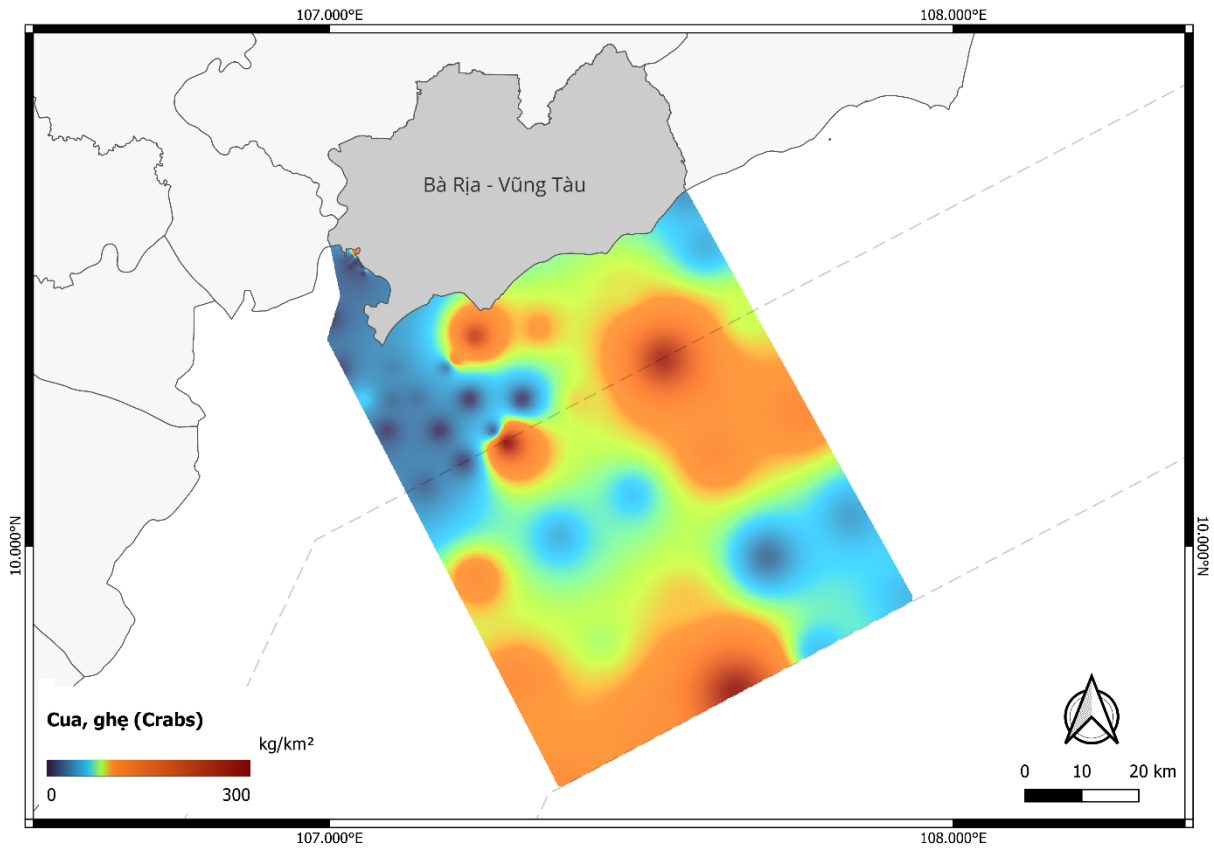 107.000°E
108.000°E
Bà Rịa - Vũng Tàu
10.000°N
10.000°N
Cua, ghẹ (Crabs)
kg/km²
0
300
0
10
20 km
107.000°E
108.000°E